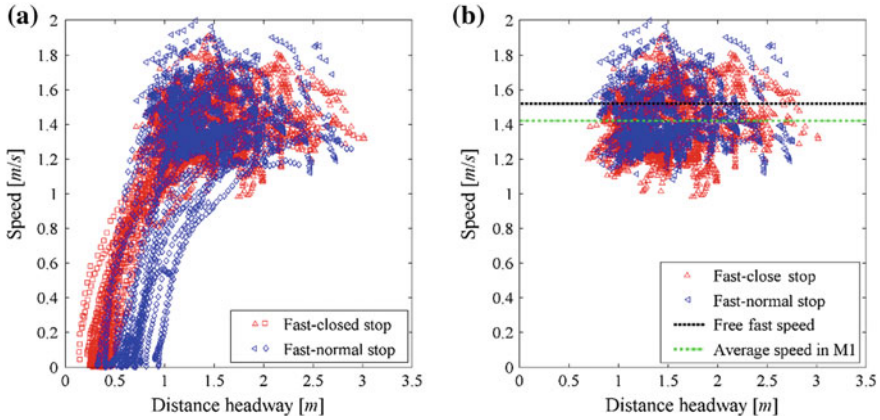 (a)
2
1.8
1.6
1.4
1.2
1
0.8
0.6
0.4
0.2
0
Speed [m/s]
0 0.5 1 1.5 2 2.5 3 3.5
Distance headway [m]
Fast-closed stop
Fast-normal stop
(b)
2
1.8
1.6
1.4
1.2
1
0.8
0.6
0.4
0.2
0
Speed [m/s]
0 0.5 1 1.5 2 2.5 3 3.5
Distance headway [m]
Fast-close stop
Fast-normal stop
Free fast speed
Average speed in M1